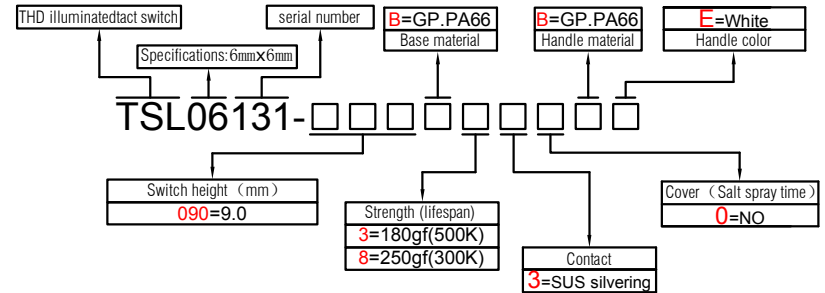 THD illuminatedtact switch
serial number
B=GP.PA66
Base material
B=GP.PA66
Handle material
E=White
Handle color
Specifications:6mmx6mm
TSL06131-□□□□□□□□□
Switch height（mm）
090=9.0
Strength (lifespan)
3=180gf(500K)
8=250gf(300K)
Contact
3=SUS silvering
Cover（Salt spray time）
0=NO